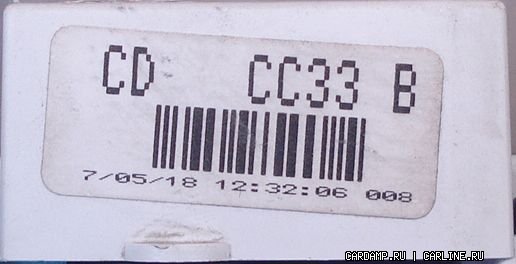 CD CC33 B
7/05/18 12:32:06 008
CARDAMP.RU | CARLINE.RU